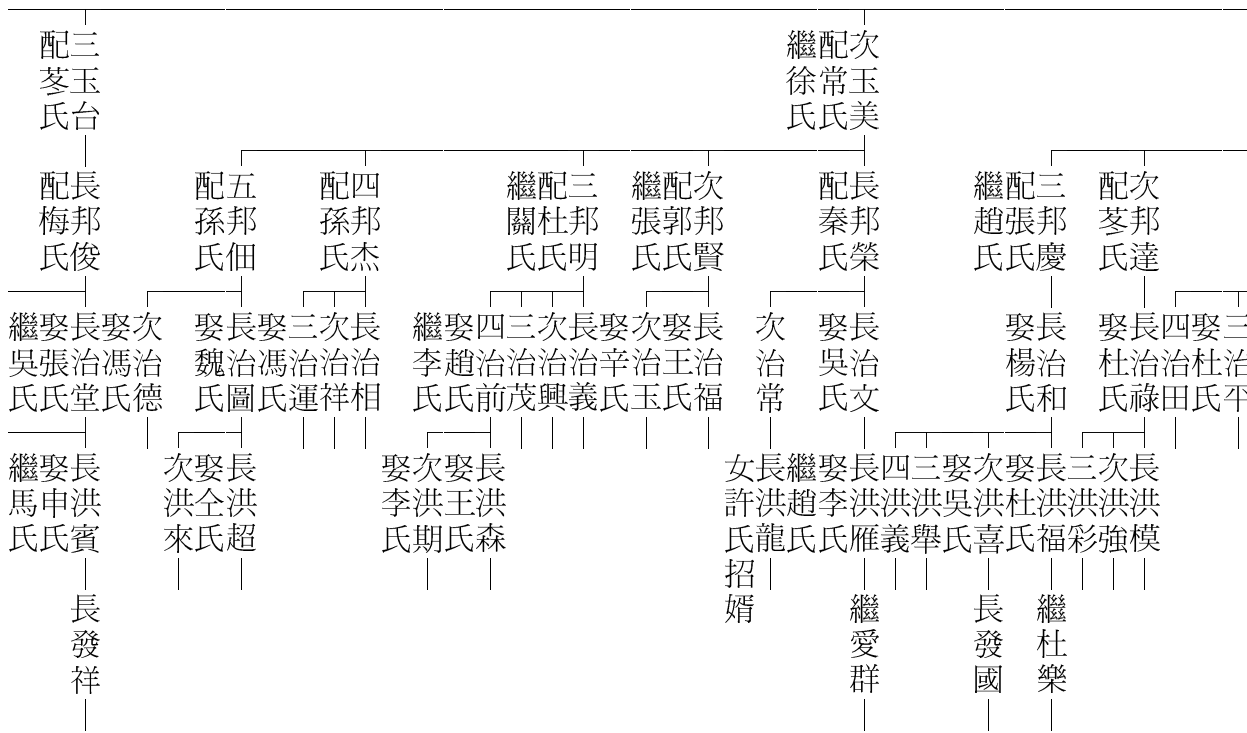 次玉美
配常氏
繼徐氏
三玉台
配苳氏
次邦達
配苳氏
三邦慶
配張氏
繼趙氏
長邦榮
配秦氏
次邦賢
配郭氏
繼張氏
三邦明
配杜氏
繼關氏
四邦杰
配孫氏
五邦佃
配孫氏
長邦俊
配梅氏
三治平
娶杜氏
四治田
長治祿
娶杜氏
長治和
娶楊氏
長治文
娶吳氏
次治常
長治福
娶王氏
次治玉
娶辛氏
長治義
次治興
三治茂
四治前
娶趙氏
繼李氏
長治相
次治祥
三治運
娶馮氏
長治圖
娶魏氏
次治德
娶馮氏
長治堂
娶張氏
繼吳氏
長洪模
次洪強
三洪彩
長洪福
娶杜氏
次洪喜
娶吳氏
三洪舉
四洪義
長洪雁
娶李氏
繼趙氏
長洪龍
女許氏招婿
長洪森
娶王氏
次洪期
娶李氏
長洪超
娶仝氏
次洪來
長洪賓
娶申氏
繼馬氏
繼杜樂
長發國
繼愛群
長發祥